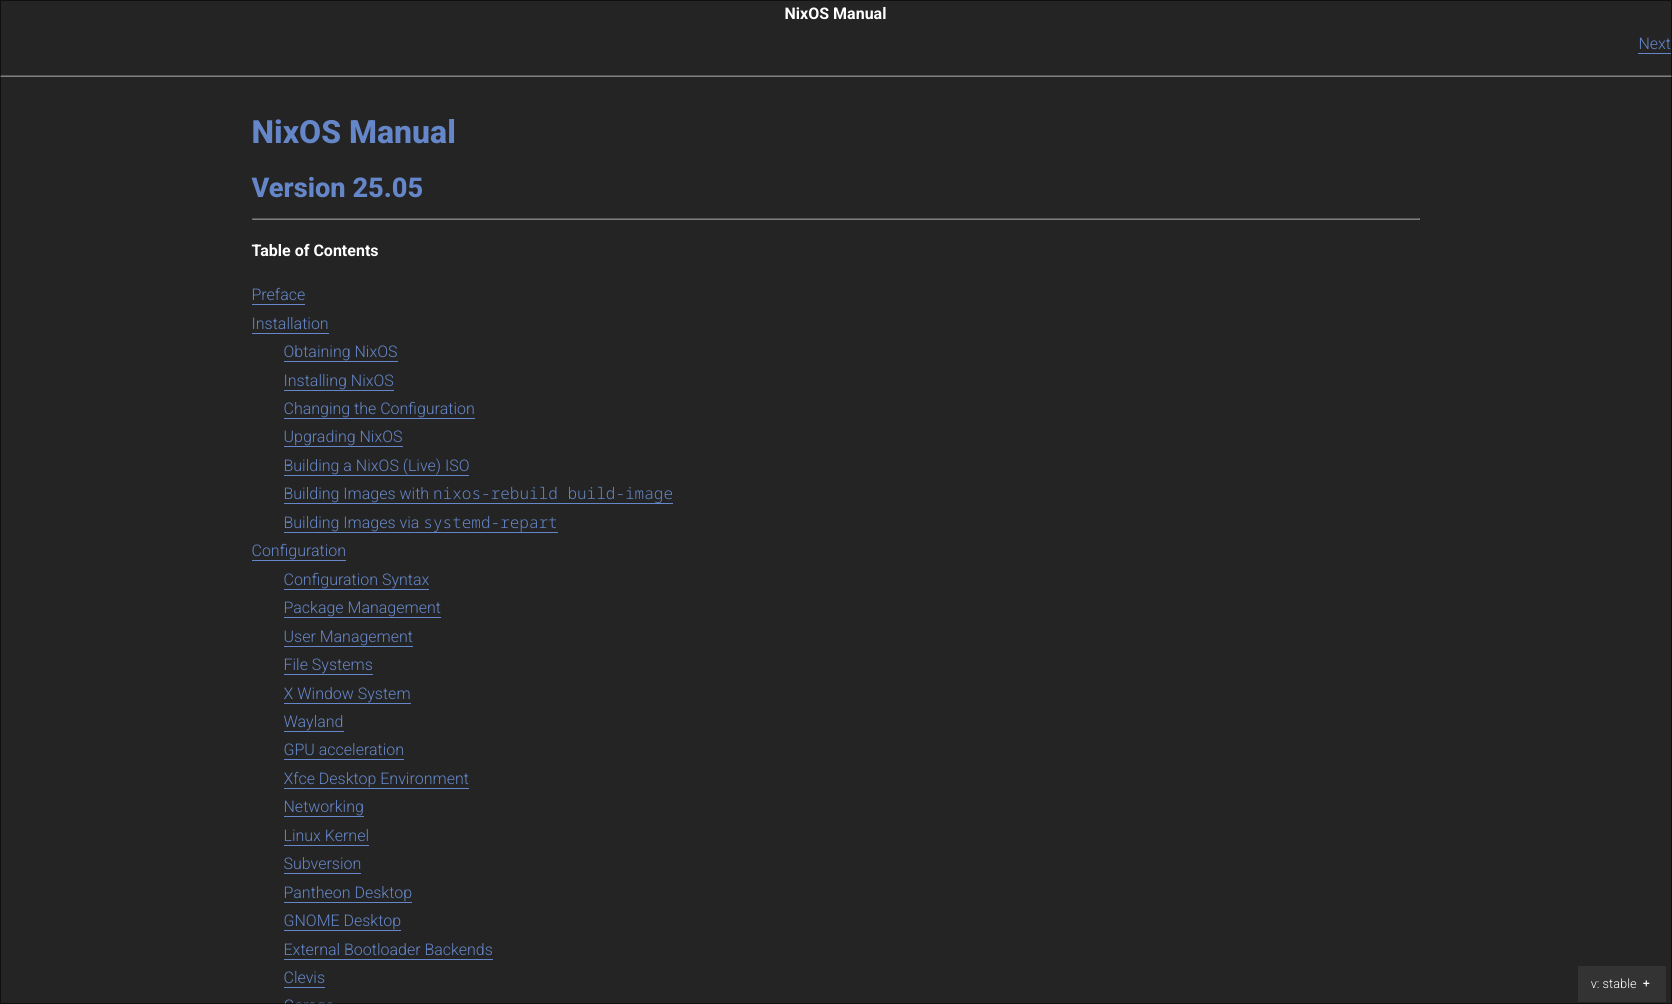 NixOS Manual
Next
NixOS Manual
Version 25.05
Table of Contents
Preface
Installation
Obtaining NixOS
Installing NixOS
Changing the Configuration
Upgrading NixOS
Building a NixOS (Live) ISO
Building Images with nixos-rebuild build-image
Building Images via systemd-repart
Configuration
Configuration Syntax
Package Management
User Management
File Systems
X Window System
Wayland
GPU acceleration
Xfce Desktop Environment
Networking
Linux Kernel
Subversion
Pantheon Desktop
GNOME Desktop
External Bootloader Backends
Clevis
v: stable +